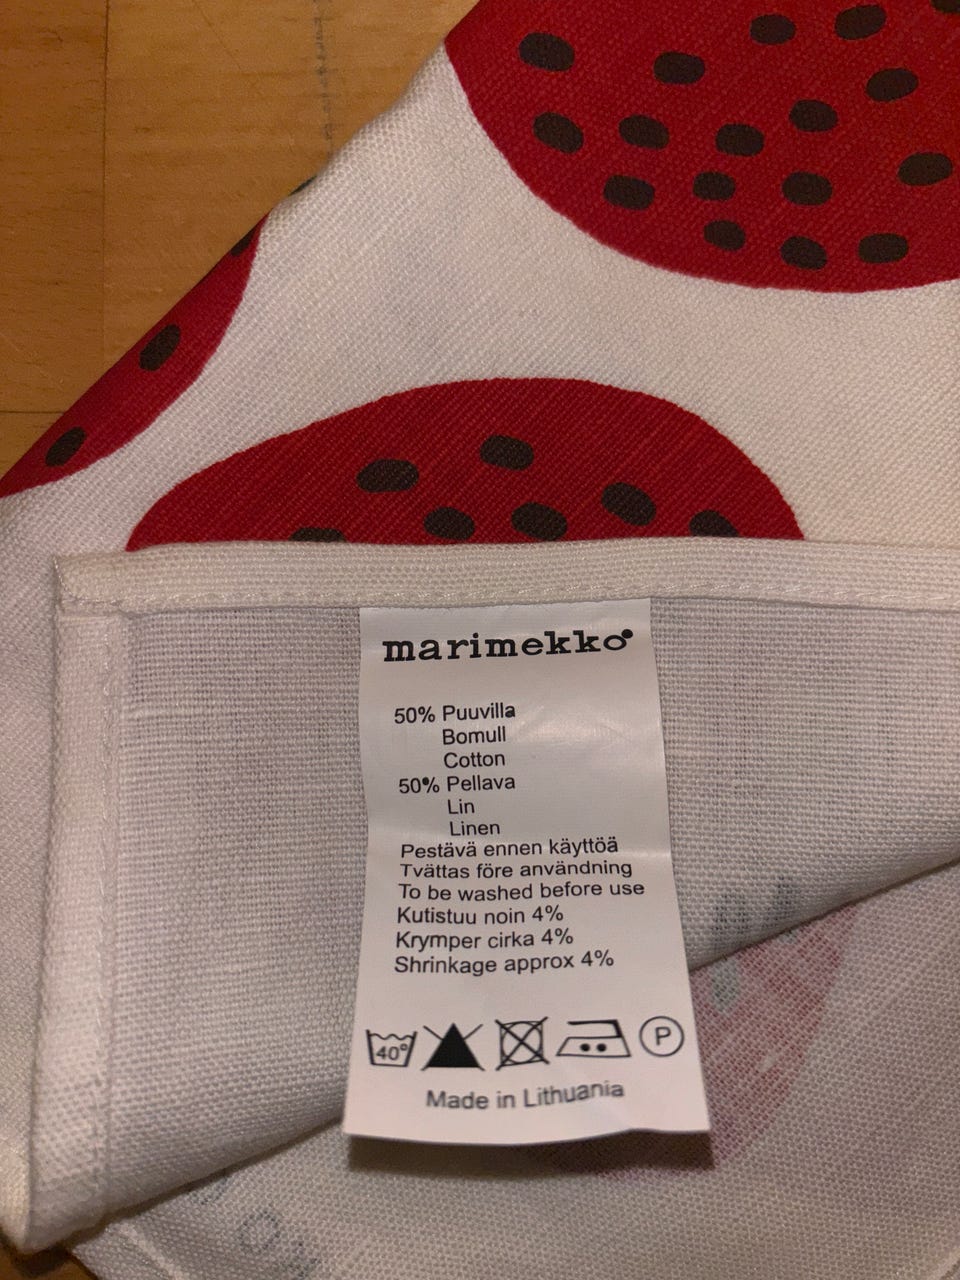 marimekko
50% Puuvilla
Bomull
Cotton
50% Pellava
Lin
Linen
Pestävä ennen käyttöä
Tvättas före användning
To be washed before use
Kutistuu noin 4%
Krymper cirka 4%
Shrinkage approx 4%
40° P
Made in Lithuania